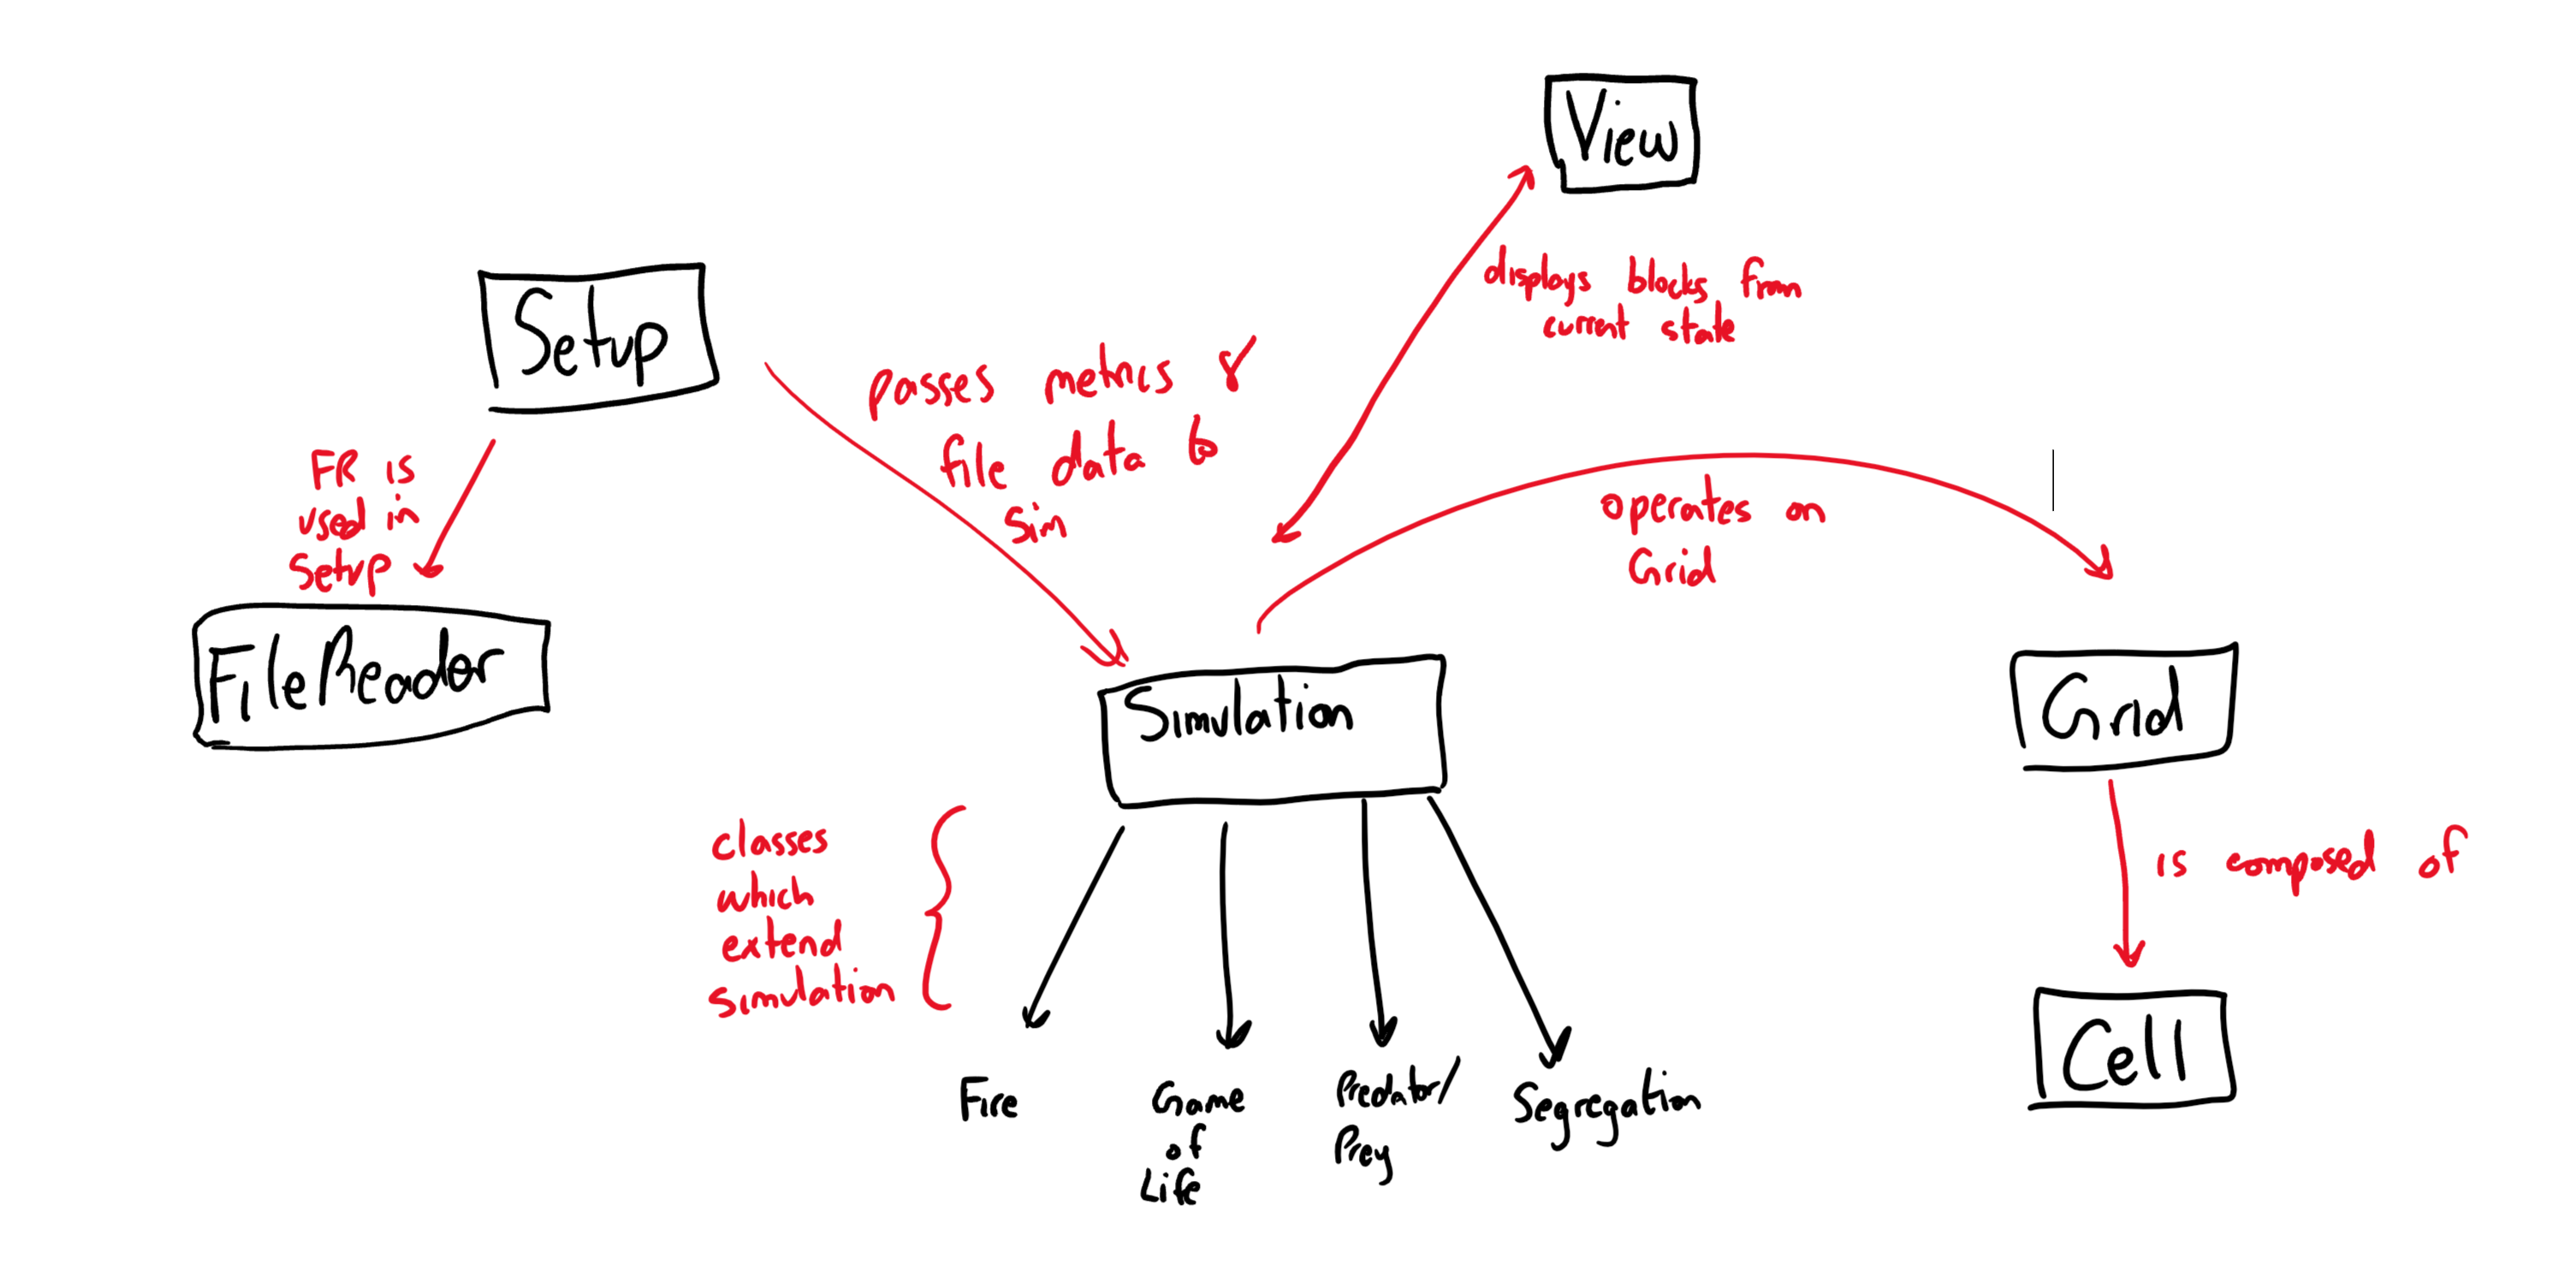 View
displays blocks from
current state
Setup
passes metrics &
file data to
sim
FR is
used in
Setup
operates on
Grid
FileReader
Simulation
Grid
classes
which
extend
simulation
is composed of
Fire
Game
of
Life
Predator/
Prey
Segregation
Cell